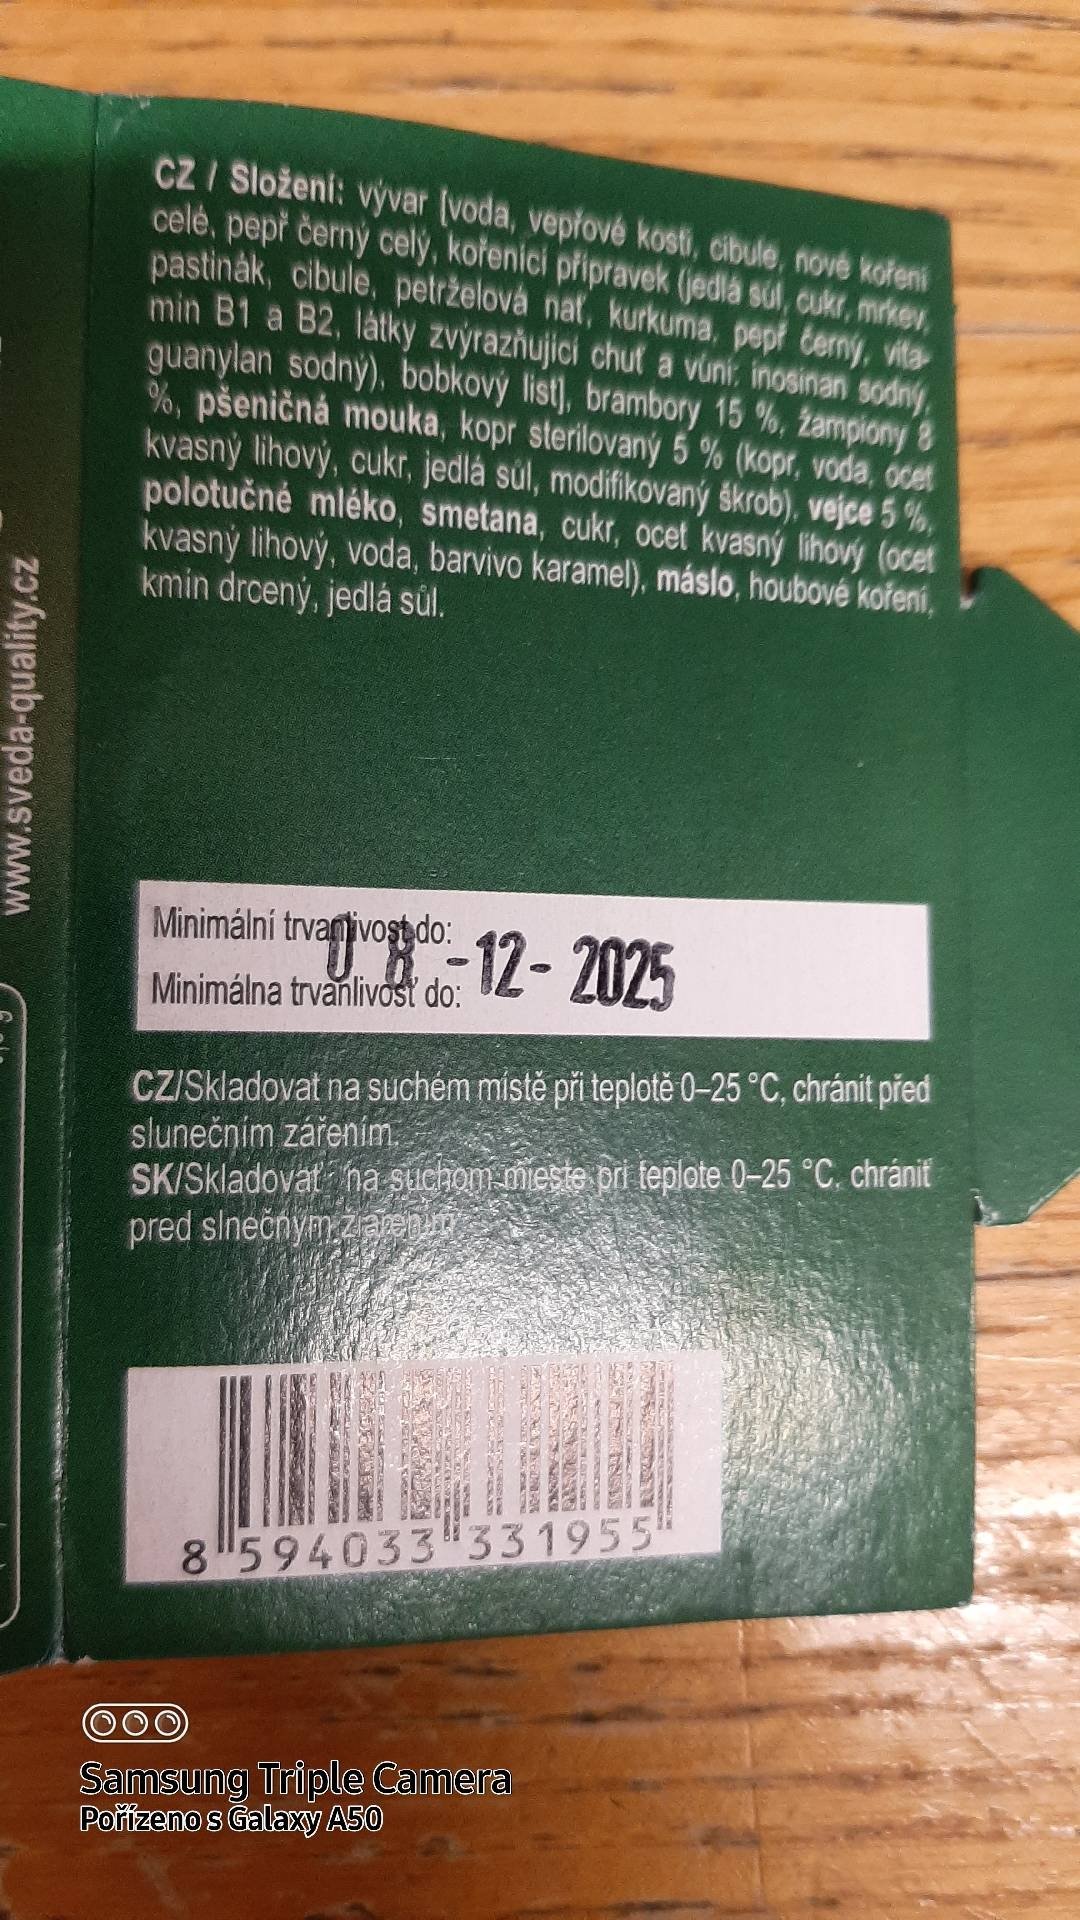 CZ / Složení: vývar [voda, vepřové kosti, cibule, nové koření
celé, pepř černý celý, kořenící přípravek (jedlá sůl, cukr, mrkev,
pastinák, cibule, petrželová nať, kurkuma, pepř černý, vita-
min B1 a B2, látky zvýrazňující chuť a vůni: inosinan sodný,
guanylan sodný), bobkový list], brambory 15 %, žampiony 8
%, pšeničná mouka, kopr sterilovaný 5 % (kopr, voda, ocet
kvasný lihový, cukr, jedlá sůl, modifikovaný škrob), vejce 5 %,
polotučné mléko, smetana, cukr, ocet kvasný lihový (ocet
kvasný lihový, voda, barvivo karamel), máslo, houbové koření,
kmín drcený, jedlá sůl.
www.sveda-quality.cz
Minimální trvanlivost do:
08-12-2025
Minimálna trvanlivosť do:
CZ/Skladovat na suchém místě při teplotě 0–25 °C, chránit před
slunečním zářením.
SK/Skladovať na suchom mieste pri teplote 0–25 °C, chrániť
pred slnečným žiarením
8 594033 331955
Samsung Triple Camera
Pořízeno s Galaxy A50